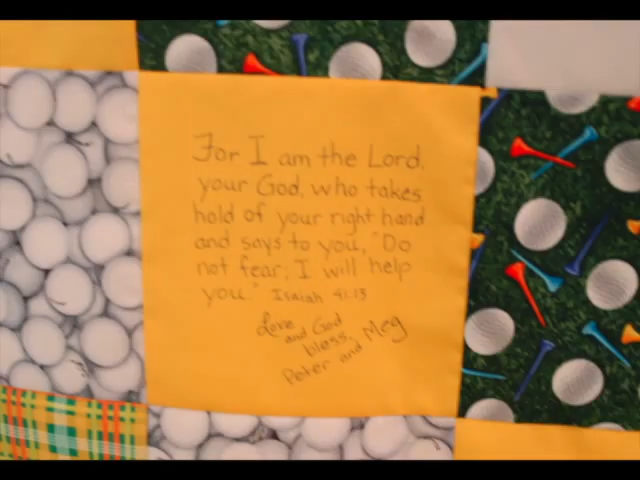 For I am the Lord,
your God, who takes
hold of your right hand
and says to you, "Do
not fear; I will help
you." Isaiah 41:13
Love
and God
bless,
Peter and Meg